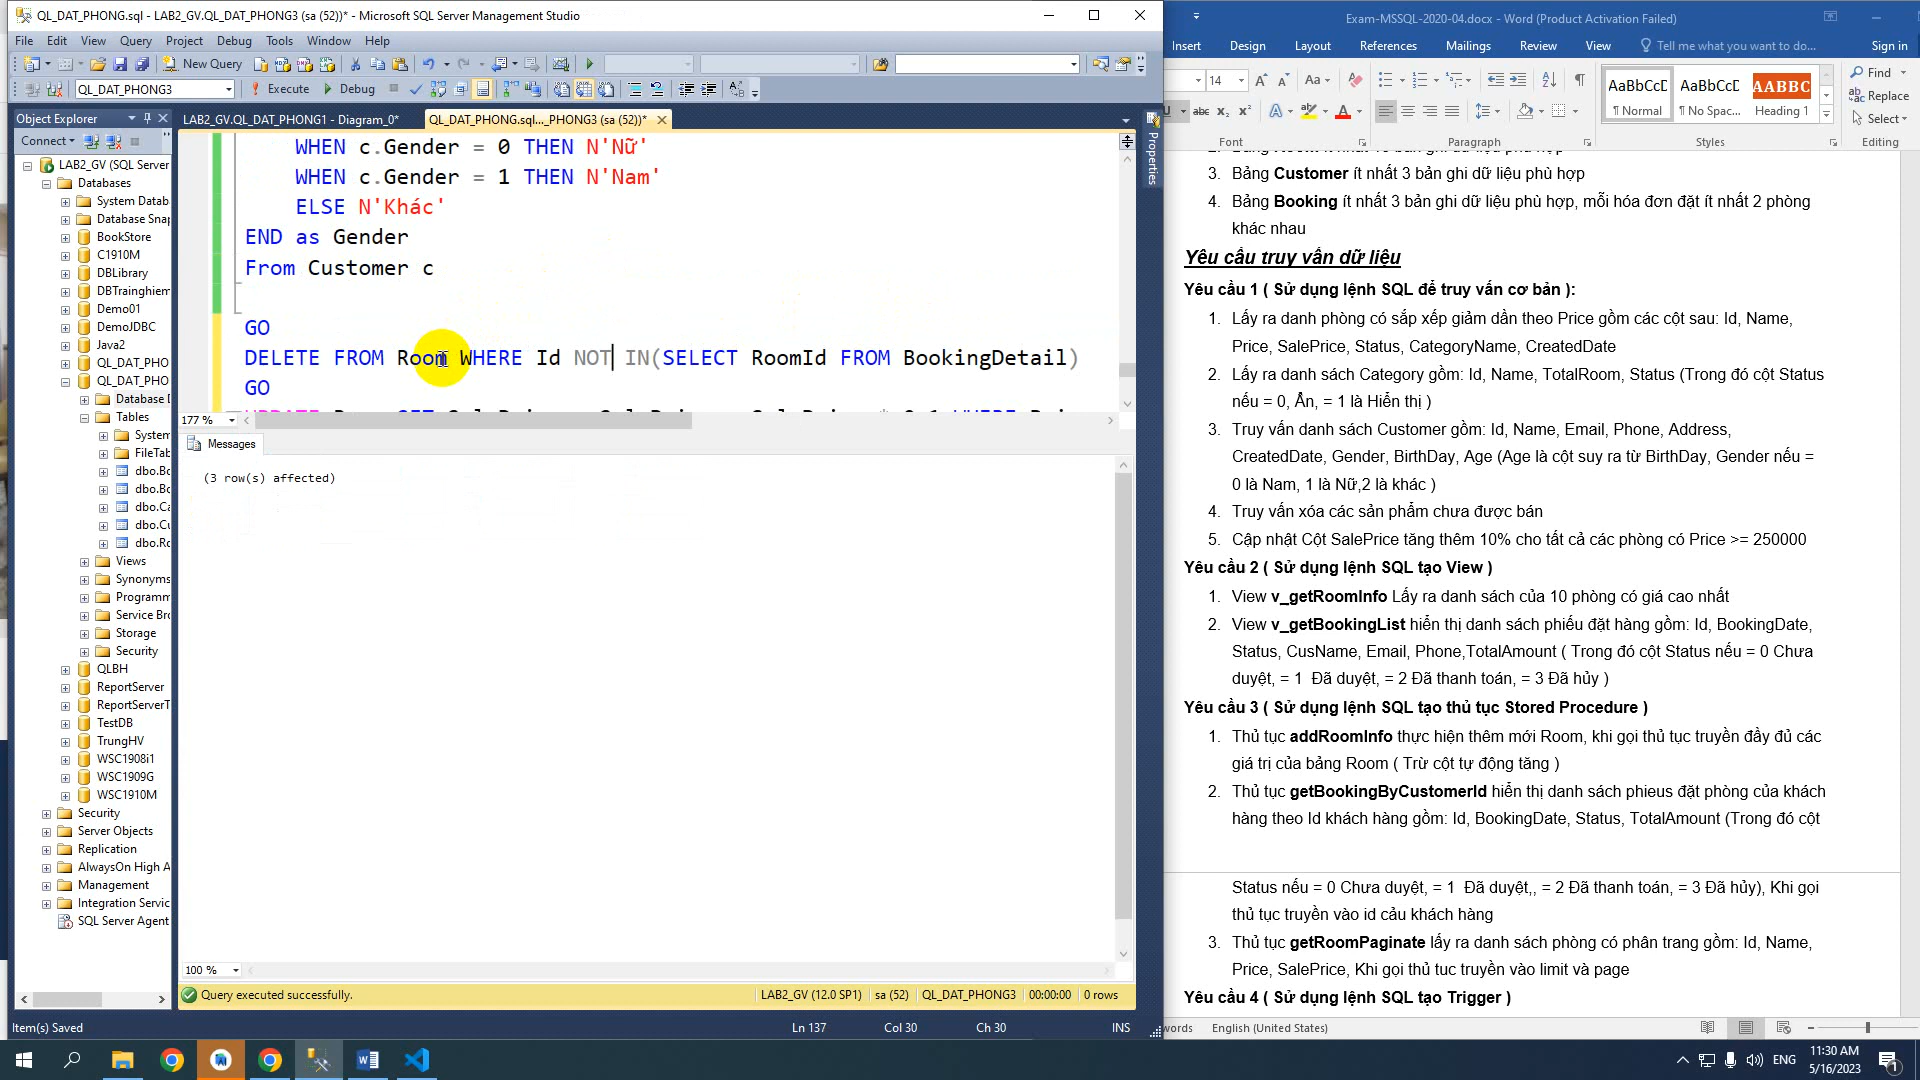 QL_DAT_PHONG.sql - LAB2_GV.QL_DAT_PHONG3 (sa (52))* - Microsoft SQL Server Management Studio
File Edit View Query Project Debug Tools Window Help
New Query
QL_DAT_PHONG3 Execute Debug
Object Explorer
Connect
LAB2_GV (SQL Server
Databases
System Datab
Database Snap
BookStore
C1910M
DBLibrary
DBTrainghiem
Demo01
DemoJDBC
Java2
QL_DAT_PHO
QL_DAT_PHO
Database D
Tables
System
FileTab
dbo.Bo
dbo.Bo
dbo.Ca
dbo.Cu
dbo.Ro
Views
Synonyms
Programm
Service Bro
Storage
Security
QLBH
ReportServer
ReportServerT
TestDB
TrungHV
WSC1908i1
WSC1909G
WSC1910M
Security
Server Objects
Replication
AlwaysOn High A
Management
Integration Servic
SQL Server Agent
LAB2_GV.QL_DAT_PHONG1 - Diagram_0* QL_DAT_PHONG.sql..._PHONG3 (sa (52))*
Properties
WHEN c.Gender = 0 THEN N'Nữ'
WHEN c.Gender = 1 THEN N'Nam'
ELSE N'Khác'
END as Gender
From Customer c
GO
DELETE FROM Room WHERE Id NOT IN(SELECT RoomId FROM BookingDetail)
GO
177 %
Messages
(3 row(s) affected)
100 %
Query executed successfully. LAB2_GV (12.0 SP1) sa (52) QL_DAT_PHONG3 00:00:00 0 rows
Item(s) Saved Ln 137 Col 30 Ch 30 INS
Exam-MSSQL-2020-04.docx - Word (Product Activation Failed)
Insert Design Layout References Mailings Review View Tell me what you want to do... Sign in
14 Aa
AaBbCcD AaBbCcD AABBC
¶ Normal ¶ No Spac... Heading 1
Find
Replace
Select
Font Paragraph Styles Editing
3. Bảng Customer ít nhất 3 bản ghi dữ liệu phù hợp
4. Bảng Booking ít nhất 3 bản ghi dữ liệu phù hợp, mỗi hóa đơn đặt ít nhất 2 phòng
khác nhau
Yêu cầu truy vấn dữ liệu
Yêu cầu 1 ( Sử dụng lệnh SQL để truy vấn cơ bản ):
1. Lấy ra danh phòng có sắp xếp giảm dần theo Price gồm các cột sau: Id, Name,
Price, SalePrice, Status, CategoryName, CreatedDate
2. Lấy ra danh sách Category gồm: Id, Name, TotalRoom, Status (Trong đó cột Status
nếu = 0, Ẩn, = 1 là Hiển thị )
3. Truy vấn danh sách Customer gồm: Id, Name, Email, Phone, Address,
CreatedDate, Gender, BirthDay, Age (Age là cột suy ra từ BirthDay, Gender nếu =
0 là Nam, 1 là Nữ,2 là khác )
4. Truy vấn xóa các sản phẩm chưa được bán
5. Cập nhật Cột SalePrice tăng thêm 10% cho tất cả các phòng có Price >= 250000
Yêu cầu 2 ( Sử dụng lệnh SQL tạo View )
1. View v_getRoomInfo Lấy ra danh sách của 10 phòng có giá cao nhất
2. View v_getBookingList hiển thị danh sách phiếu đặt hàng gồm: Id, BookingDate,
Status, CusName, Email, Phone,TotalAmount ( Trong đó cột Status nếu = 0 Chưa
duyệt, = 1 Đã duyệt, = 2 Đã thanh toán, = 3 Đã hủy )
Yêu cầu 3 ( Sử dụng lệnh SQL tạo thủ tục Stored Procedure )
1. Thủ tục addRoomInfo thực hiện thêm mới Room, khi gọi thủ tục truyền đầy đủ các
giá trị của bảng Room ( Trừ cột tự động tăng )
2. Thủ tục getBookingByCustomerId hiển thị danh sách phieus đặt phòng của khách
hàng theo Id khách hàng gồm: Id, BookingDate, Status, TotalAmount (Trong đó cột
Status nếu = 0 Chưa duyệt, = 1 Đã duyệt,, = 2 Đã thanh toán, = 3 Đã hủy), Khi gọi
thủ tục truyền vào id cảu khách hàng
3. Thủ tục getRoomPaginate lấy ra danh sách phòng có phân trang gồm: Id, Name,
Price, SalePrice, Khi gọi thủ tuc truyền vào limit và page
Yêu cầu 4 ( Sử dụng lệnh SQL tạo Trigger )
words English (United States)
ENG 11:30 AM
5/16/2023